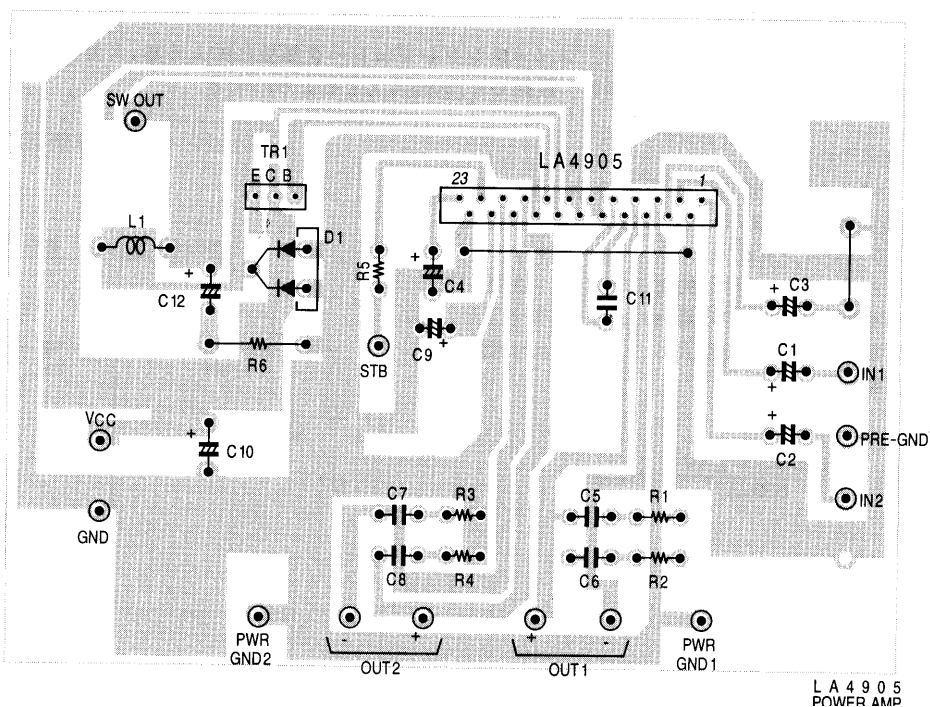 SW OUT
TR1
E C B
LA4905
23
1
L1
+
C12
D1
R5
+
C4
C11
+
C3
R6
STB
C9
+
C1
+
IN1
VCC
+
C10
+
C2
PRE-GND
IN2
GND
C7
R3
C5
R1
C8
R4
C6
R2
PWR
GND2
-
+
OUT2
+
-
OUT1
PWR
GND1
LA4905
POWER AMP